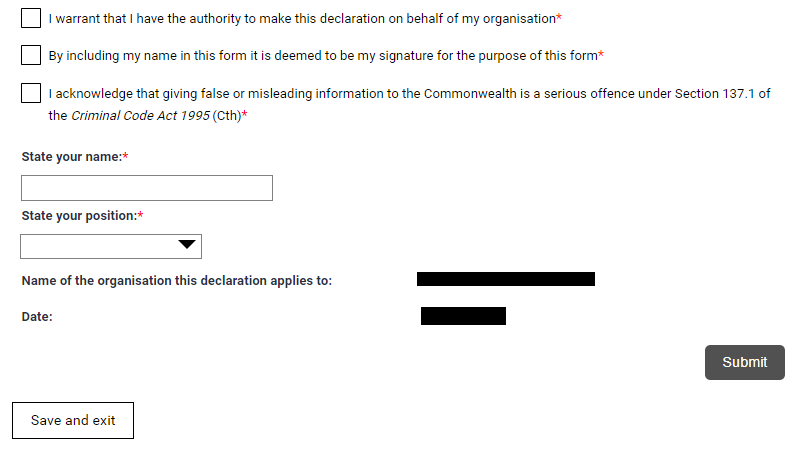 I warrant that I have the authority to make this declaration on behalf of my organisation*
By including my name in this form it is deemed to be my signature for the purpose of this form*
I acknowledge that giving false or misleading information to the Commonwealth is a serious offence under Section 137.1 of
the Criminal Code Act 1995 (Cth)*
State your name:*
State your position:*
Name of the organisation this declaration applies to:
Date:
Submit
Save and exit